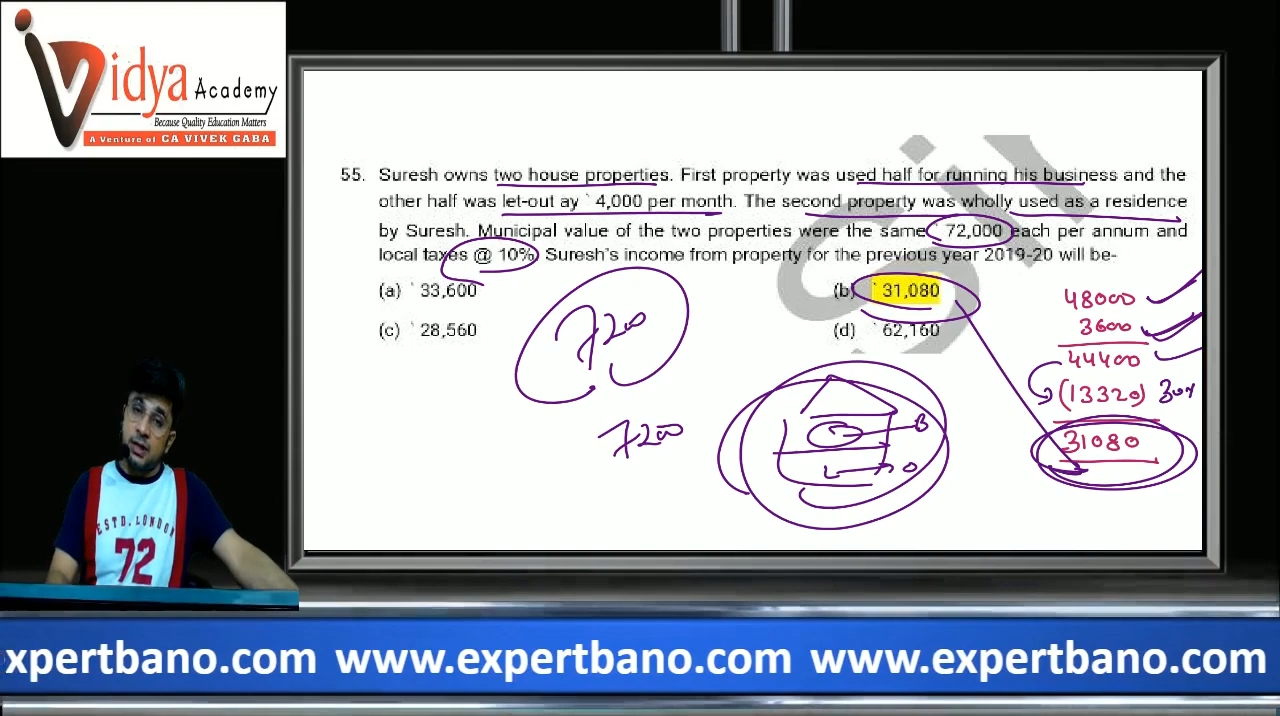 Vidya Academy
Because Quality Education Matters
A Venture of CA VIVEK GABA
55. Suresh owns two house properties. First property was used half for running his business and the
other half was let-out ay ` 4,000 per month. The second property was wholly used as a residence
by Suresh. Municipal value of the two properties were the same ` 72,000 each per annum and
local taxes @ 10% Suresh's income from property for the previous year 2019-20 will be-
(a) ` 33,600
(b) ` 31,080
(c) ` 28,560
(d) ` 62,160
48000
3600
44400
(13320) 30%
31080
7200
7200
B
L
O
ESTD. LONDON
72
xpertbano.com www.expertbano.com www.expertbano.com